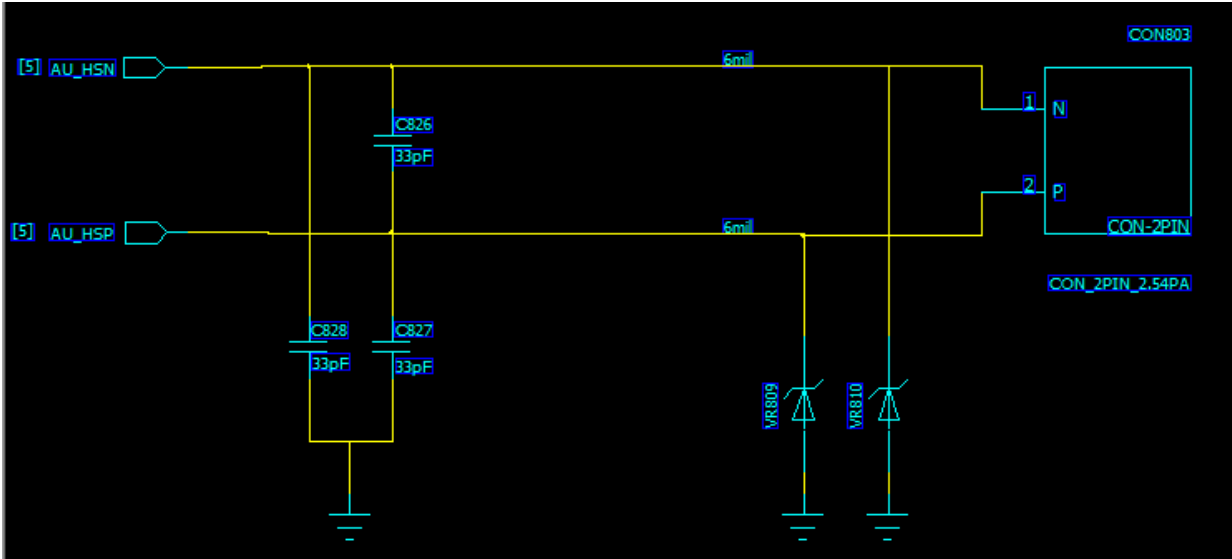 CON803
[5] AU_HSN
6mil
1 N
C826
33pF
2 P
[5] AU_HSP
6mil
CON-2PIN
CON_2PIN_2.54PA
C828
C827
33pF
33pF
VR809
VR810